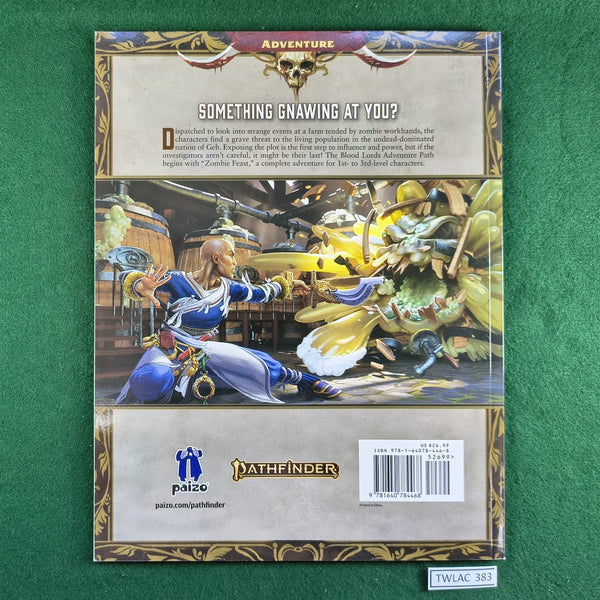 ADVENTURE
SOMETHING GNAWING AT YOU?
Dispatched to look into strange events at a farm tended by zombie workhands, the
characters find a grave threat to the living population in the undead-dominated
nation of Geb. Exposing the plot is the first step to influence and power, but if the
investigators aren't careful, it might be their last! The Blood Lords Adventure Path
begins with “Zombie Feast,” a complete adventure for 1st- to 3rd-level characters.
paizo
paizo.com/pathfinder
PATHFINDER
US $26.99
ISBN 978-1-64078-446-8
52699>
9 781640 784468
Printed in China.
TWLAC 383